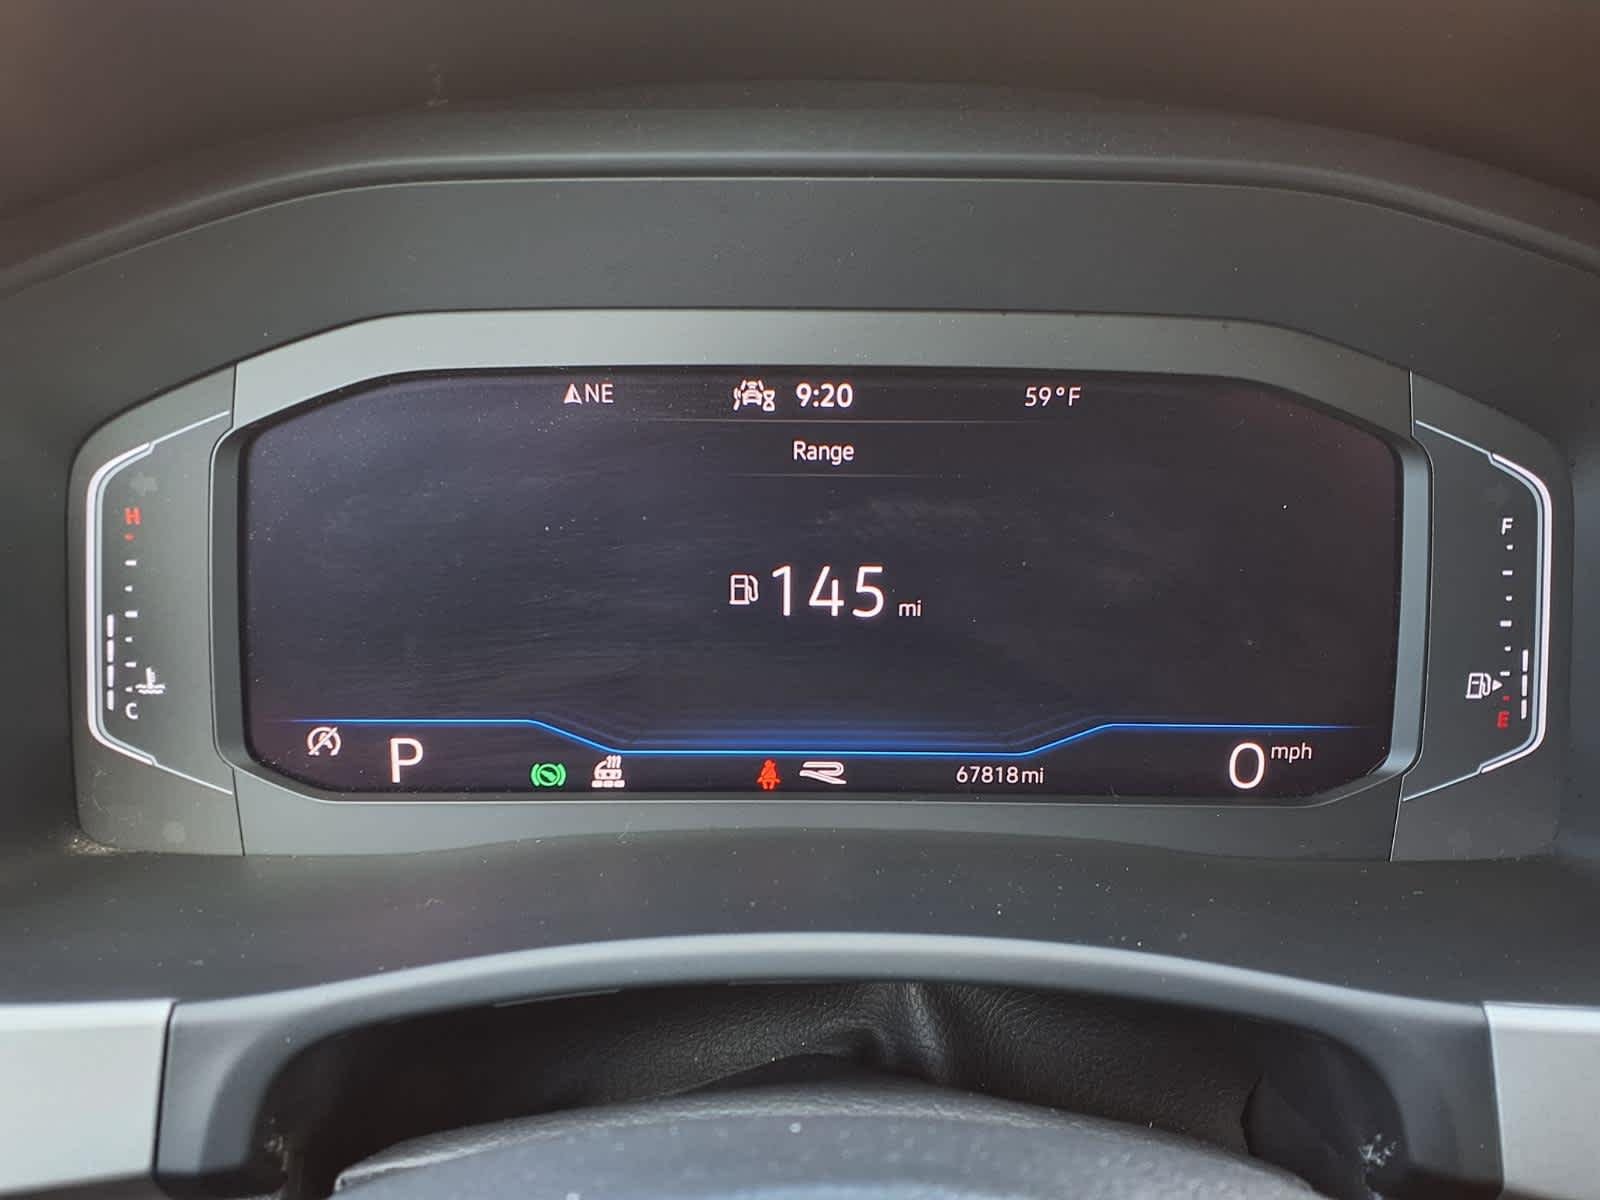 NE 9:20 59°F
Range
145 mi
H
C
F
E
P
67818mi
0 mph